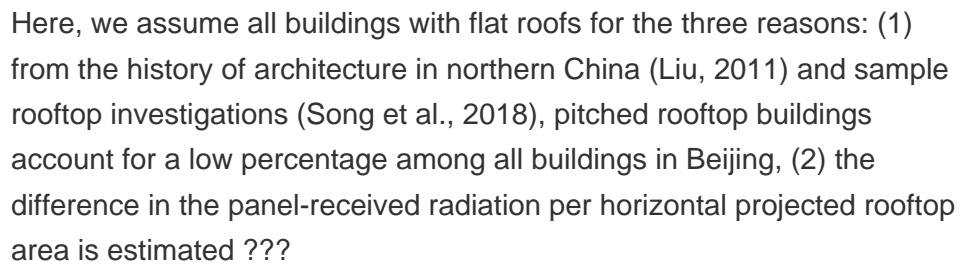 Here, we assume all buildings with flat roofs for the three reasons: (1)
from the history of architecture in northern China (Liu, 2011) and sample
rooftop investigations (Song et al., 2018), pitched rooftop buildings
account for a low percentage among all buildings in Beijing, (2) the
difference in the panel-received radiation per horizontal projected rooftop
area is estimated ???